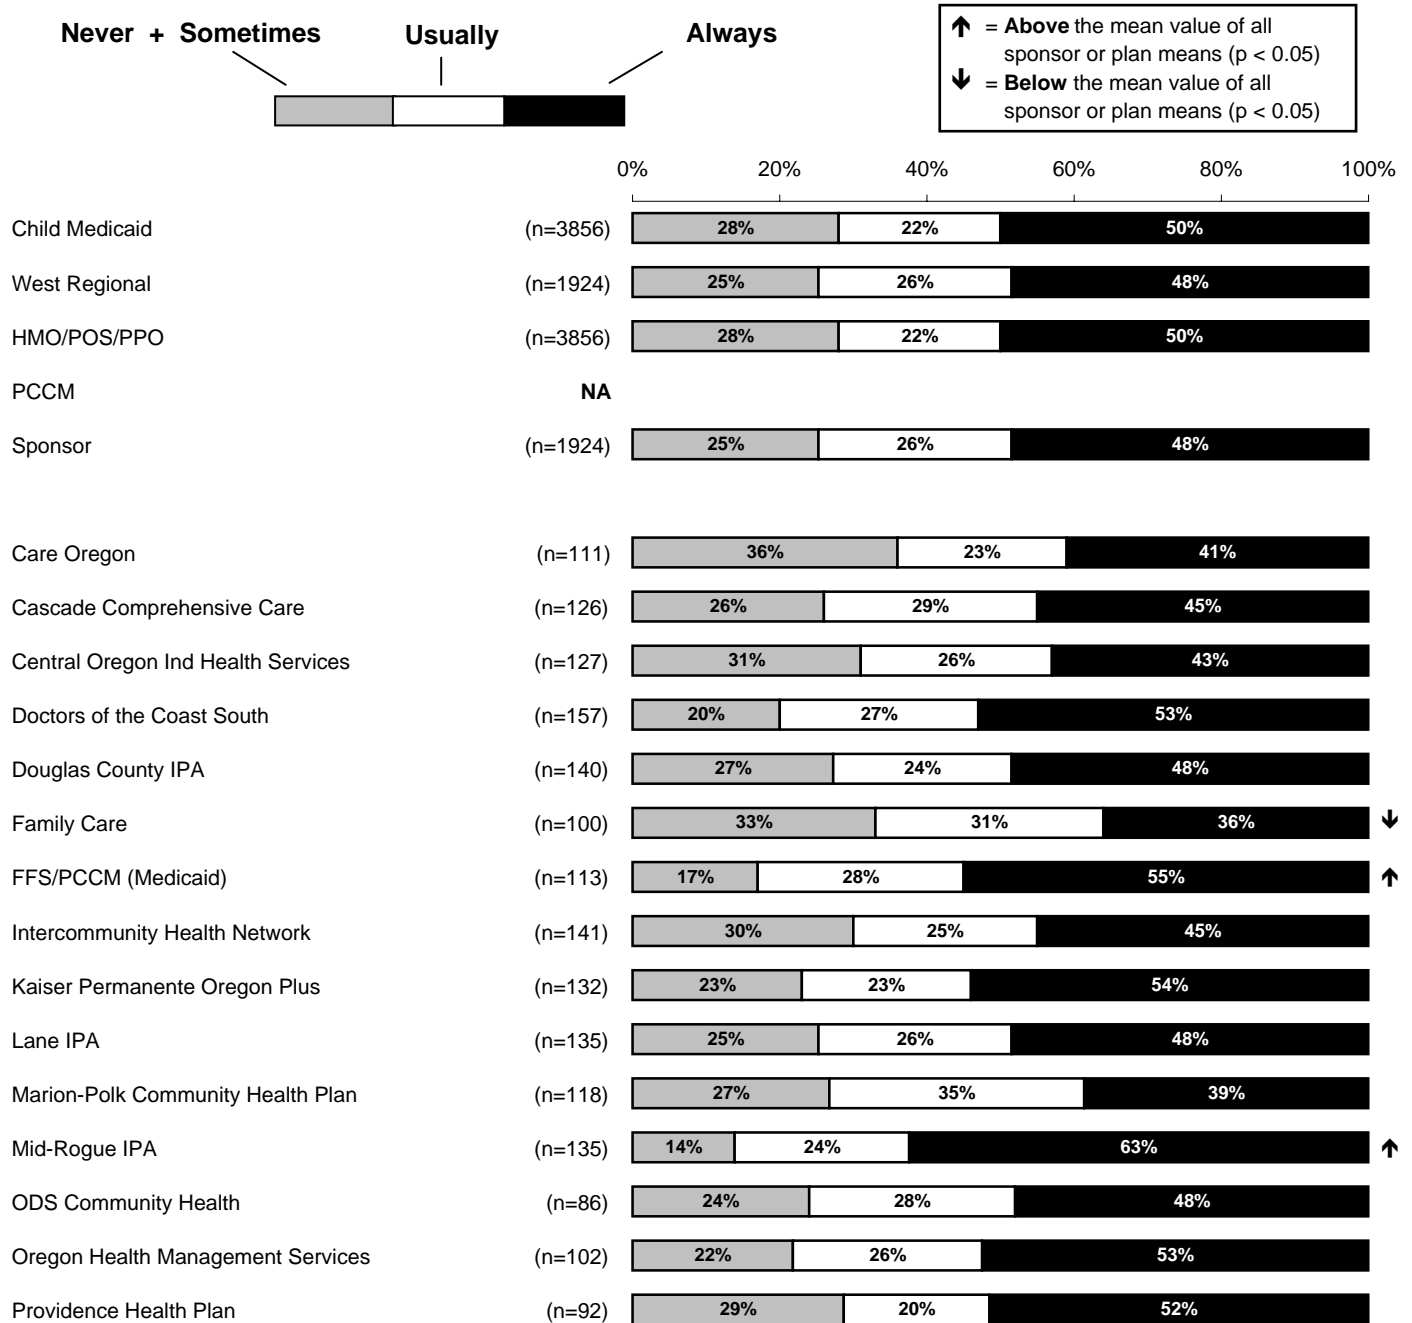 Never + Sometimes Usually Always
↑ = Above the mean value of all
sponsor or plan means (p < 0.05)
↓ = Below the mean value of all
sponsor or plan means (p < 0.05)
0% 20% 40% 60% 80% 100%
Child Medicaid (n=3856) 28% 22% 50%
West Regional (n=1924) 25% 26% 48%
HMO/POS/PPO (n=3856) 28% 22% 50%
PCCM NA
Sponsor (n=1924) 25% 26% 48%
Care Oregon (n=111) 36% 23% 41%
Cascade Comprehensive Care (n=126) 26% 29% 45%
Central Oregon Ind Health Services (n=127) 31% 26% 43%
Doctors of the Coast South (n=157) 20% 27% 53%
Douglas County IPA (n=140) 27% 24% 48%
Family Care (n=100) 33% 31% 36% ↓
FFS/PCCM (Medicaid) (n=113) 17% 28% 55% ↑
Intercommunity Health Network (n=141) 30% 25% 45%
Kaiser Permanente Oregon Plus (n=132) 23% 23% 54%
Lane IPA (n=135) 25% 26% 48%
Marion-Polk Community Health Plan (n=118) 27% 35% 39%
Mid-Rogue IPA (n=135) 14% 24% 63% ↑
ODS Community Health (n=86) 24% 28% 48%
Oregon Health Management Services (n=102) 22% 26% 53%
Providence Health Plan (n=92) 29% 20% 52%